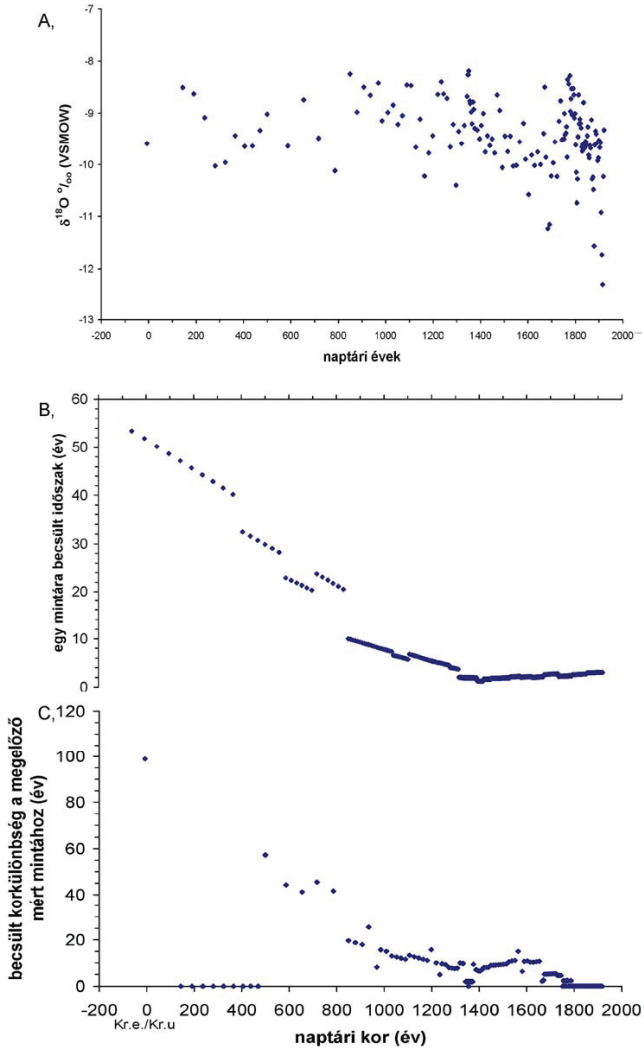 A,
-7
-8
-9
-10
-11
-12
-13
δ¹⁸O ‰ (VSMOW)
-200 0 200 400 600 800 1000 1200 1400 1600 1800 2000
naptári évek
B,
60
50
40
30
20
10
0
egy mintára becsült időszak (év)
C,
120
100
80
60
40
20
0
becsült korkülönbség a megelőző
mért mintához (év)
-200 0 200 400 600 800 1000 1200 1400 1600 1800 2000
Kr.e./Kr.u
naptári kor (év)